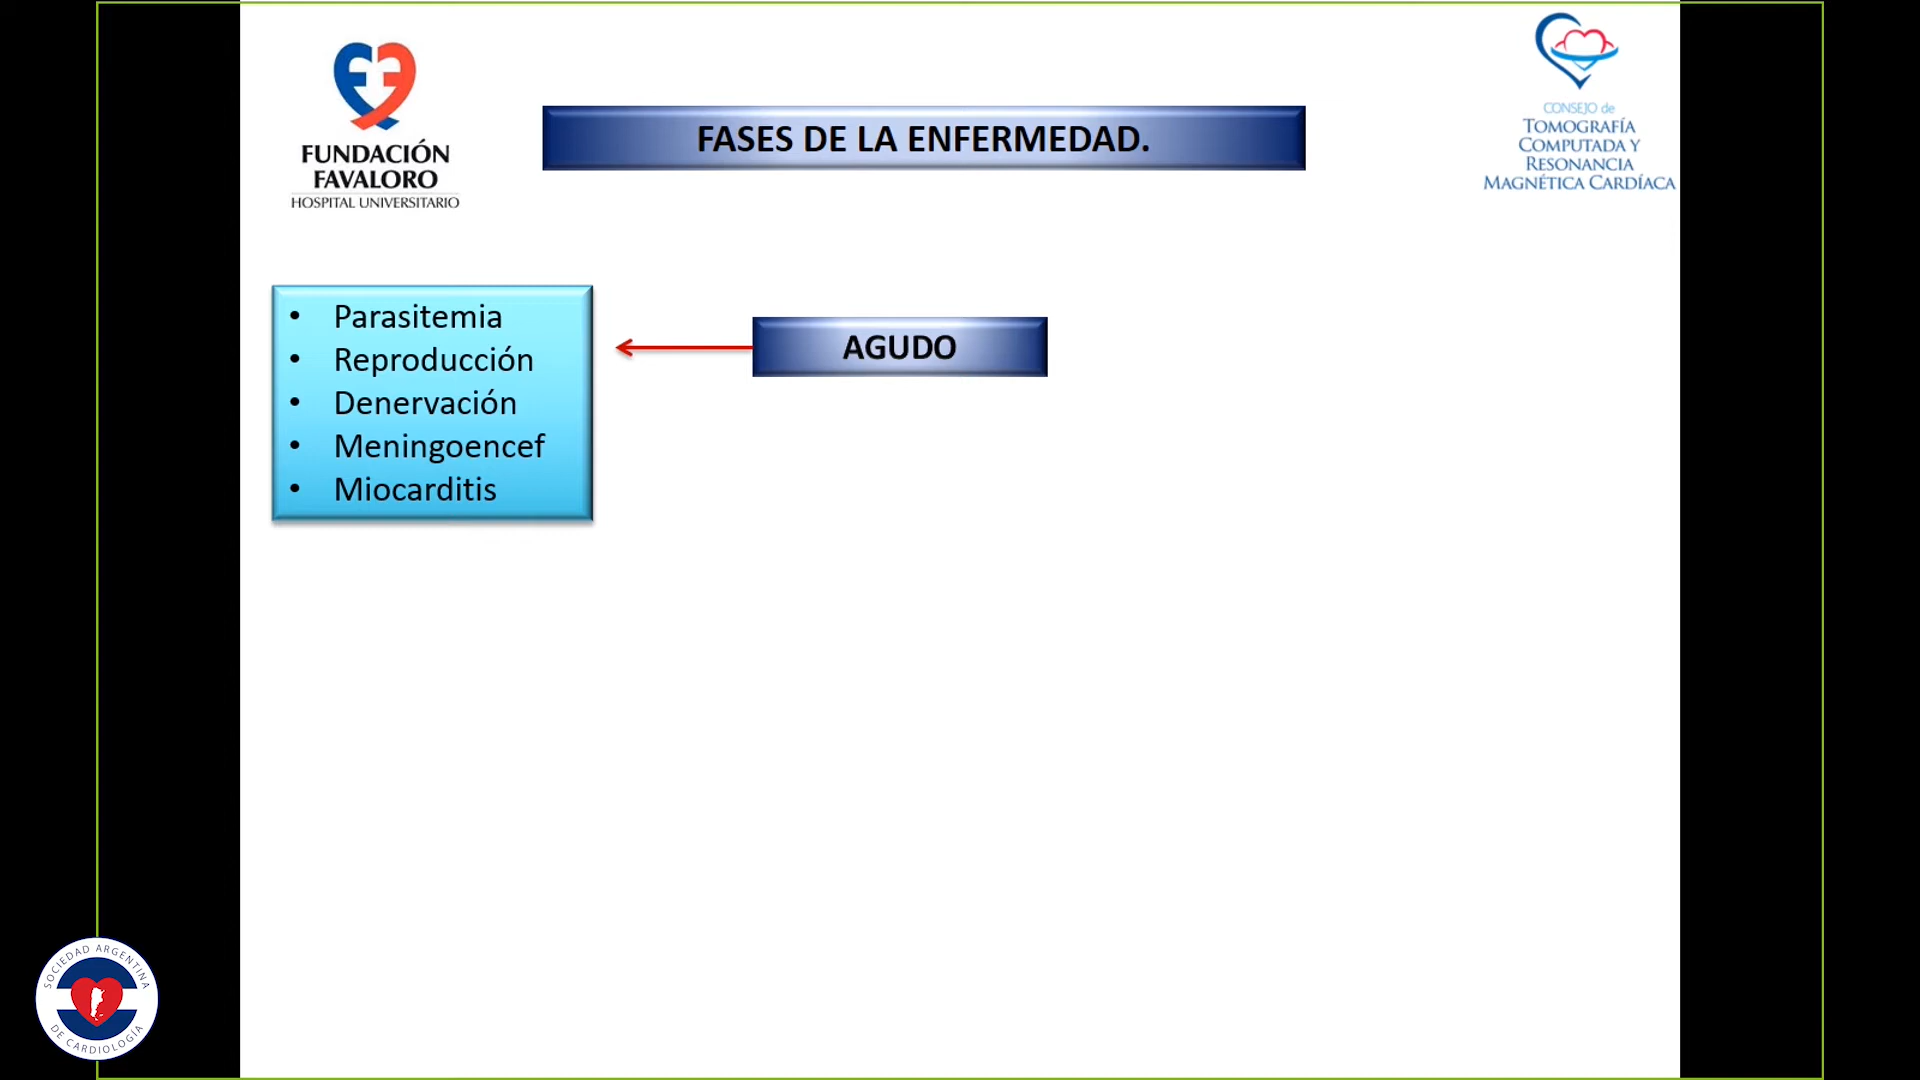 FUNDACIÓN
FAVALORO
HOSPITAL UNIVERSITARIO
FASES DE LA ENFERMEDAD.
CONSEJO de
TOMOGRAFÍA
COMPUTADA Y
RESONANCIA
MAGNÉTICA CARDÍACA
• Parasitemia
• Reproducción
• Denervación
• Meningoencef
• Miocarditis
AGUDO
SOCIEDAD ARGENTINA
DE CARDIOLOGÍA